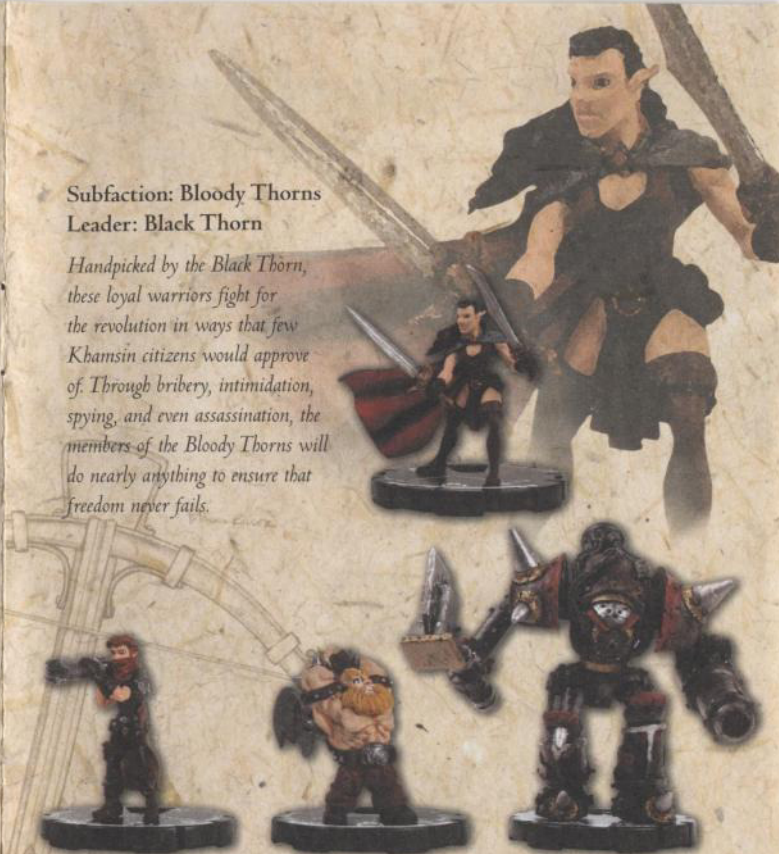 Subfaction: Bloody Thorns
Leader: Black Thorn
Handpicked by the Black Thorn,
these loyal warriors fight for
the revolution in ways that few
Khamsin citizens would approve
of. Through bribery, intimidation,
spying, and even assassination, the
members of the Bloody Thorns will
do nearly anything to ensure that
freedom never fails.